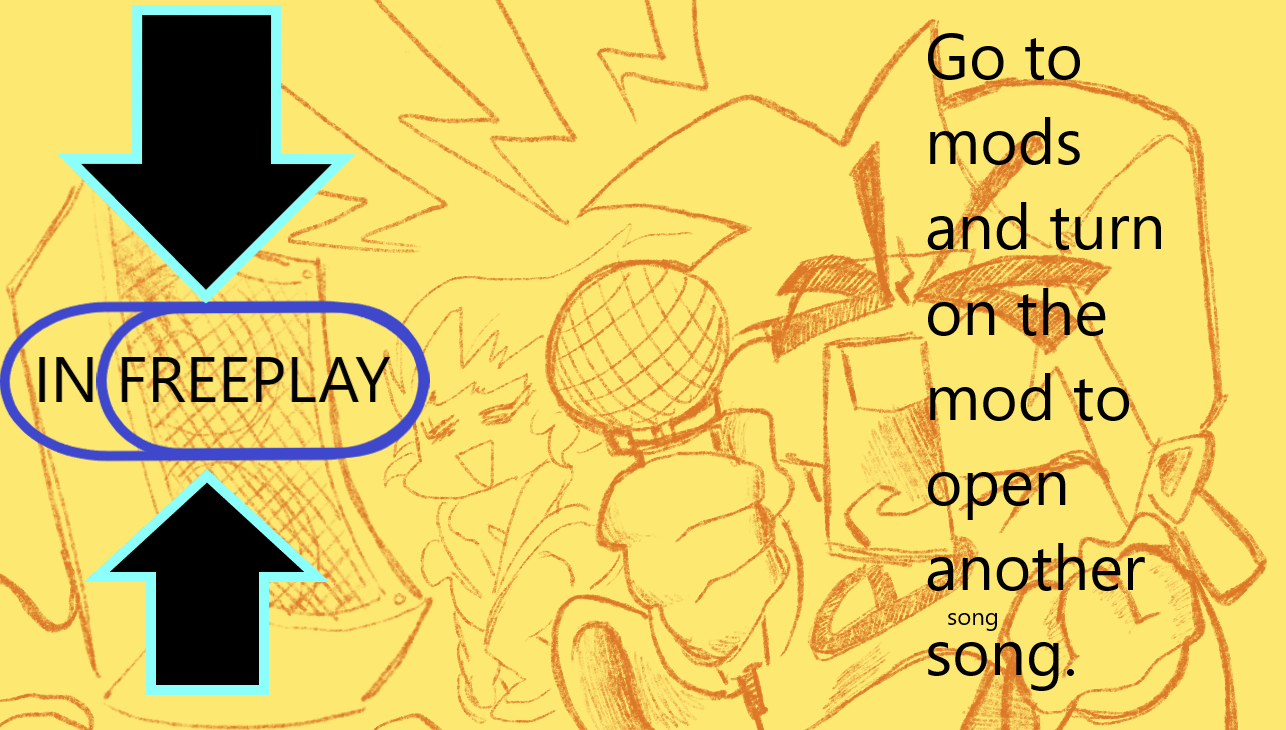 IN FREEPLAY
Go to
mods
and turn
on the
mod to
open
another
song
song.